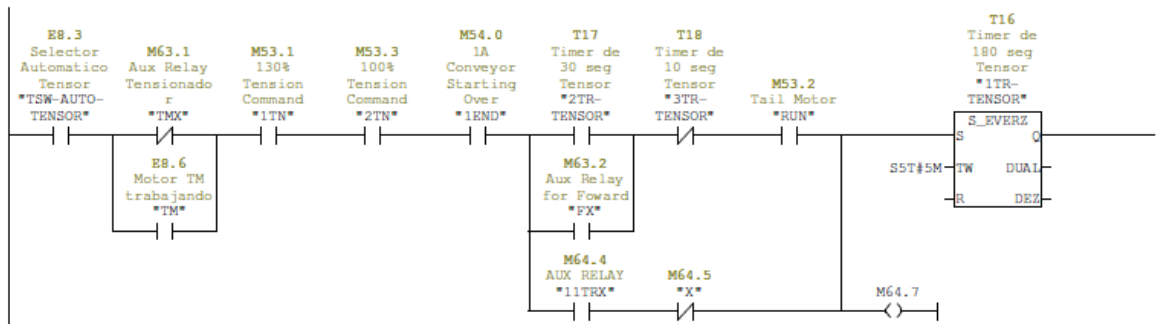 E8.3
Selector
Automatico
Tensor
"TSW-AUTO-
TENSOR"
M63.1
Aux Relay
Tensionado
r
"TMX"
M53.1
130%
Tension
Command
"1TN"
M53.3
100%
Tension
Command
"2TN"
M54.0
1A
Conveyor
Starting
Over
"1END"
T17
Timer de
30 seg
Tensor
"2TR-
TENSOR"
T18
Timer de
10 seg
Tensor
"3TR-
TENSOR"
M53.2
Tail Motor
"RUN"
T16
Timer de
180 seg
Tensor
"1TR-
TENSOR"
S_EVERZ
S
Q
S5T#5M
TW
DUAL
R
DEZ
E8.6
Motor TM
trabajando
"TM"
M63.2
Aux Relay
for Foward
"FX"
M64.4
AUX RELAY
"11TRX"
M64.5
"X"
M64.7